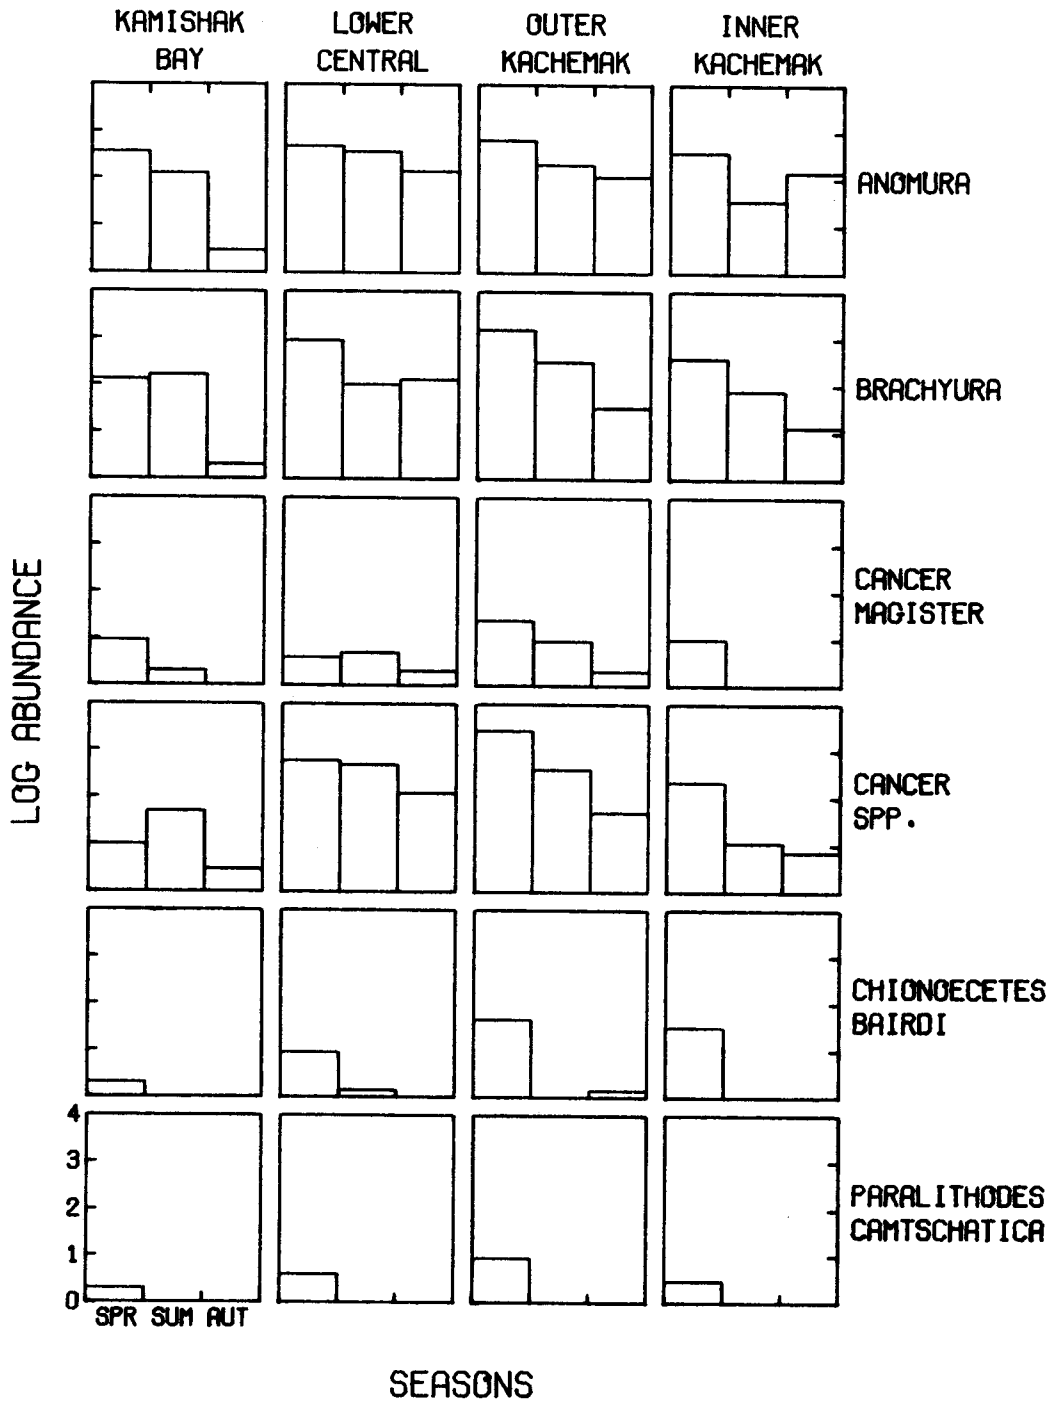 KAMISHAK BAY
LOWER CENTRAL
OUTER KACHEMAK
INNER KACHEMAK
ANOMURA
BRACHYURA
CANCER
MAGISTER
CANCER
SPP.
CHIONOECETES
BAIRDI
PARALITHODES
CAMTSCHATICA
LOG ABUNDANCE
4
3
2
1
0
SPR SUM AUT
SEASONS